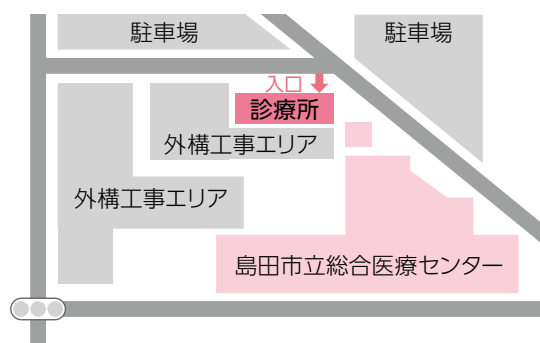 駐車場
駐車場
入口
診療所
外構工事エリア
外構工事エリア
島田市立総合医療センター